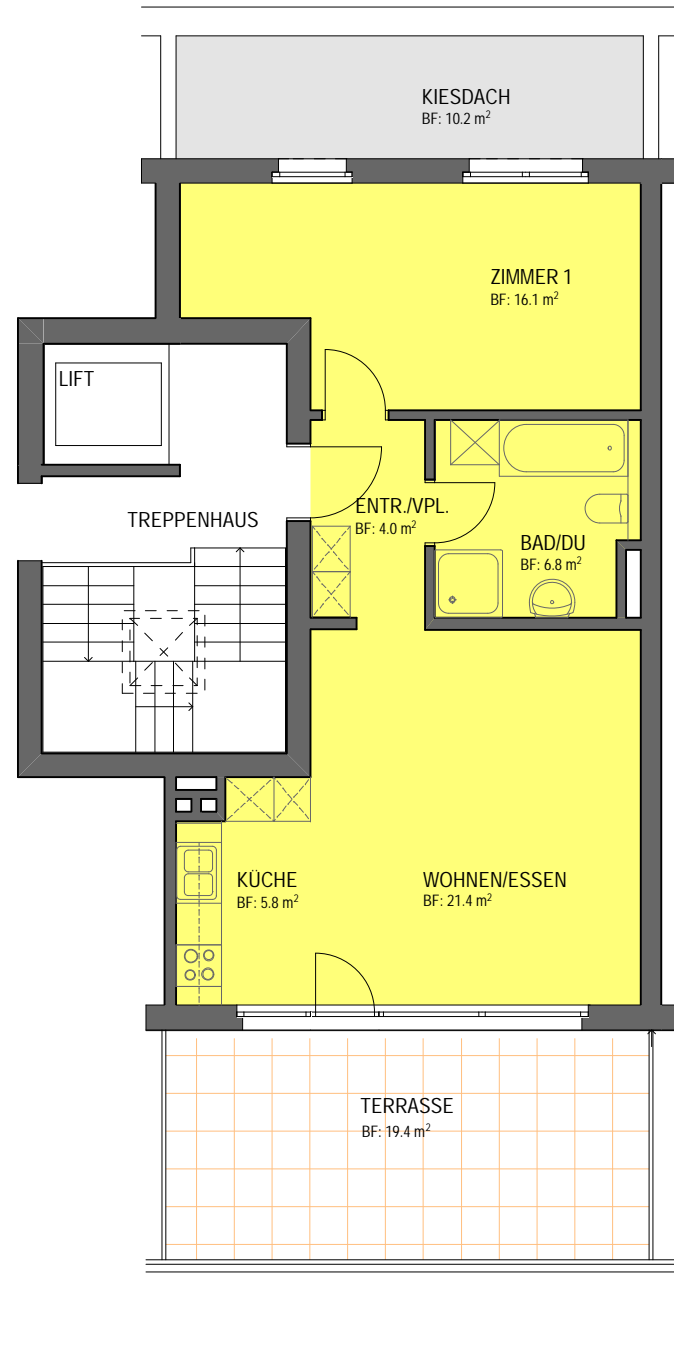 KIESDACH
BF: 10.2 m²
ZIMMER 1
BF: 16.1 m²
LIFT
ENTR./VPL.
BF: 4.0 m²
TREPPENHAUS
BAD/DU
BF: 6.8 m²
KÜCHE
BF: 5.8 m²
WOHNEN/ESSEN
BF: 21.4 m²
TERRASSE
BF: 19.4 m²